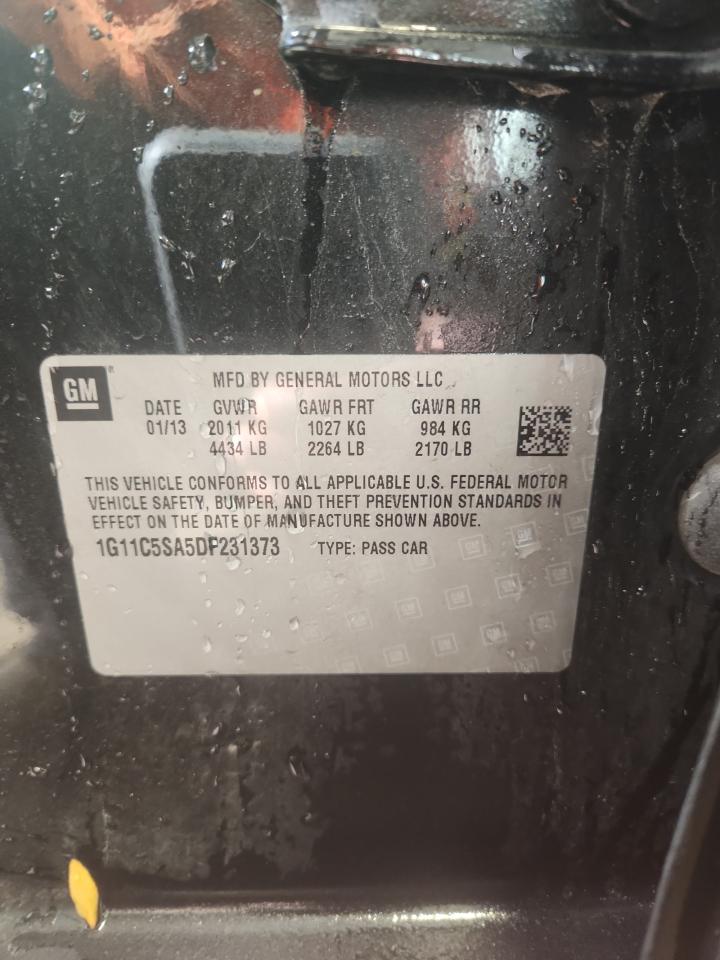 GM®
MFD BY GENERAL MOTORS LLC
DATE GVWR GAWR FRT GAWR RR
01/13 2011 KG 1027 KG 984 KG
4434 LB 2264 LB 2170 LB
THIS VEHICLE CONFORMS TO ALL APPLICABLE U.S. FEDERAL MOTOR
VEHICLE SAFETY, BUMPER, AND THEFT PREVENTION STANDARDS IN
EFFECT ON THE DATE OF MANUFACTURE SHOWN ABOVE.
1G11C5SA5DF231373 TYPE: PASS CAR